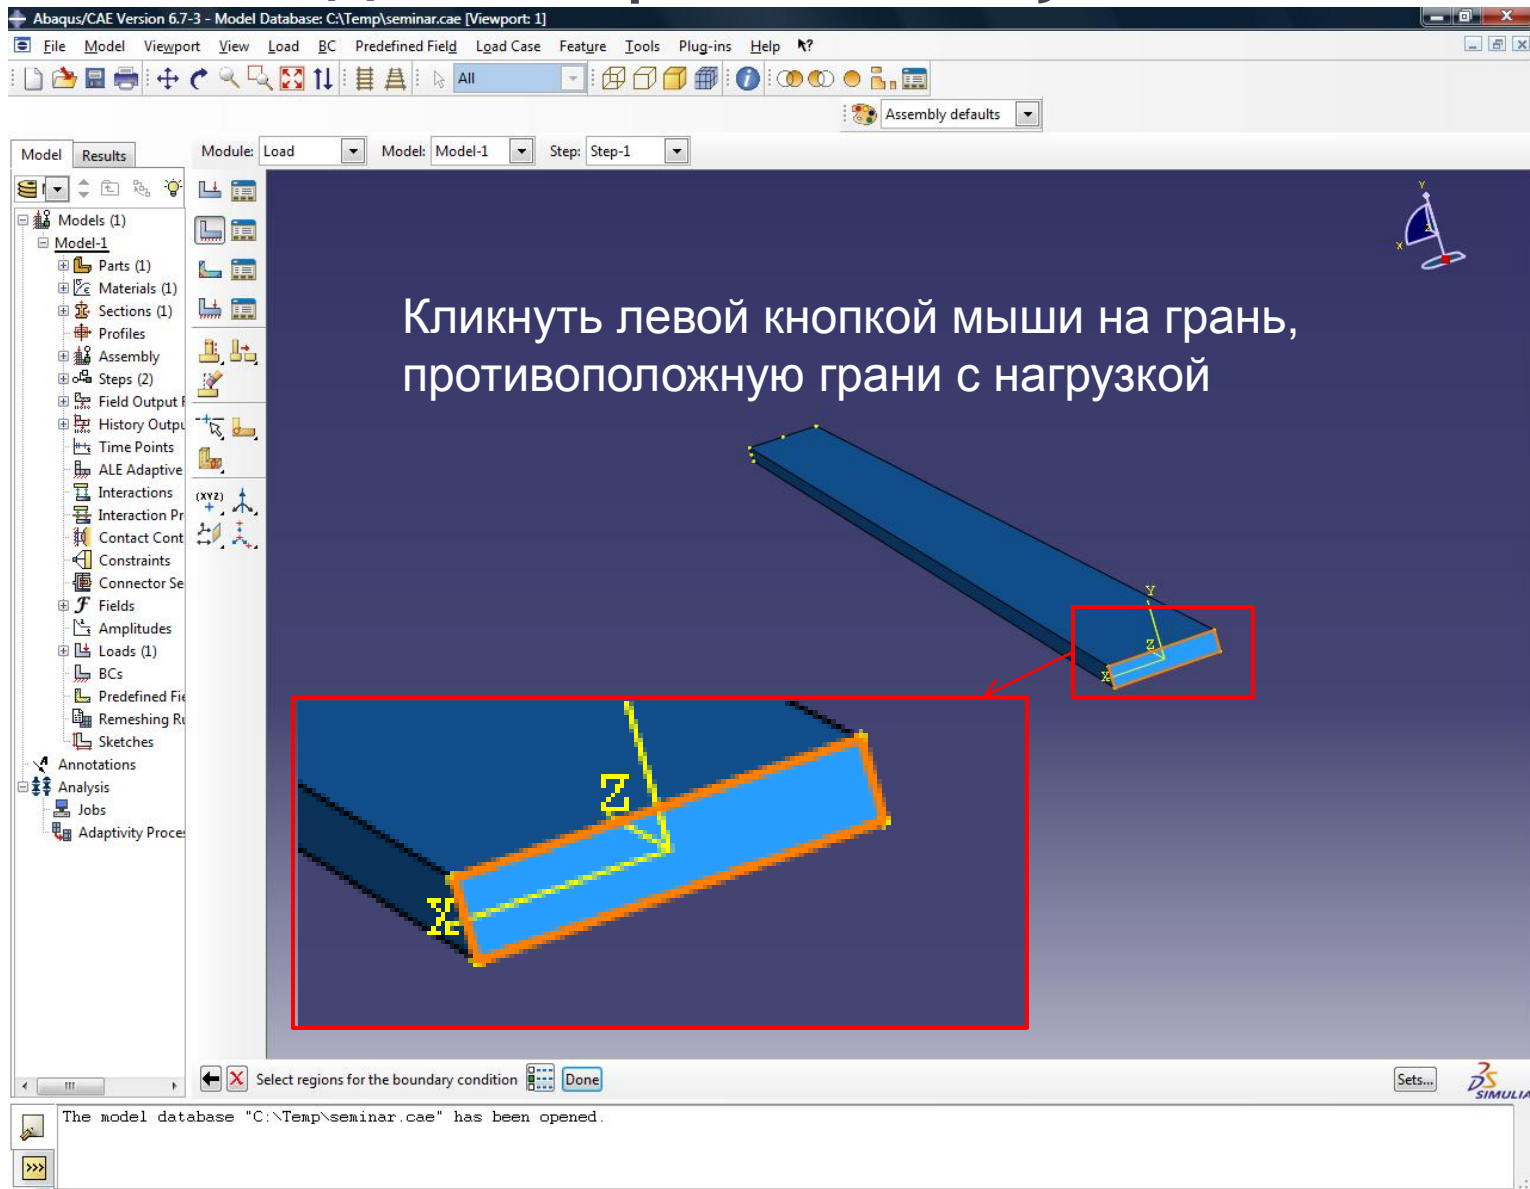 Abaqus/CAE Version 6.7-3 - Model Database: C:\Temp\seminar.cae [Viewport: 1]
File Model Viewport View Load BC Predefined Field Load Case Feature Tools Plug-ins Help
All
Assembly defaults
Model Results
Module: Load Model: Model-1 Step: Step-1
Models (1)
Model-1
Parts (1)
Materials (1)
Sections (1)
Profiles
Assembly
Steps (2)
Field Output
History Outpu
Time Points
ALE Adaptive
Interactions
Interaction Pr
Contact Cont
Constraints
Connector Se
Fields
Amplitudes
Loads (1)
BCs
Predefined Fie
Remeshing Ru
Sketches
Annotations
Analysis
Jobs
Adaptivity Proce
(XYZ)
Y
Z
X
Кликнуть левой кнопкой мыши на грань,
противоположную грани с нагрузкой
Y
Z
X
Z
X
Select regions for the boundary condition Done
Sets...
SIMULIA
The model database "C:\Temp\seminar.cae" has been opened.
>>>